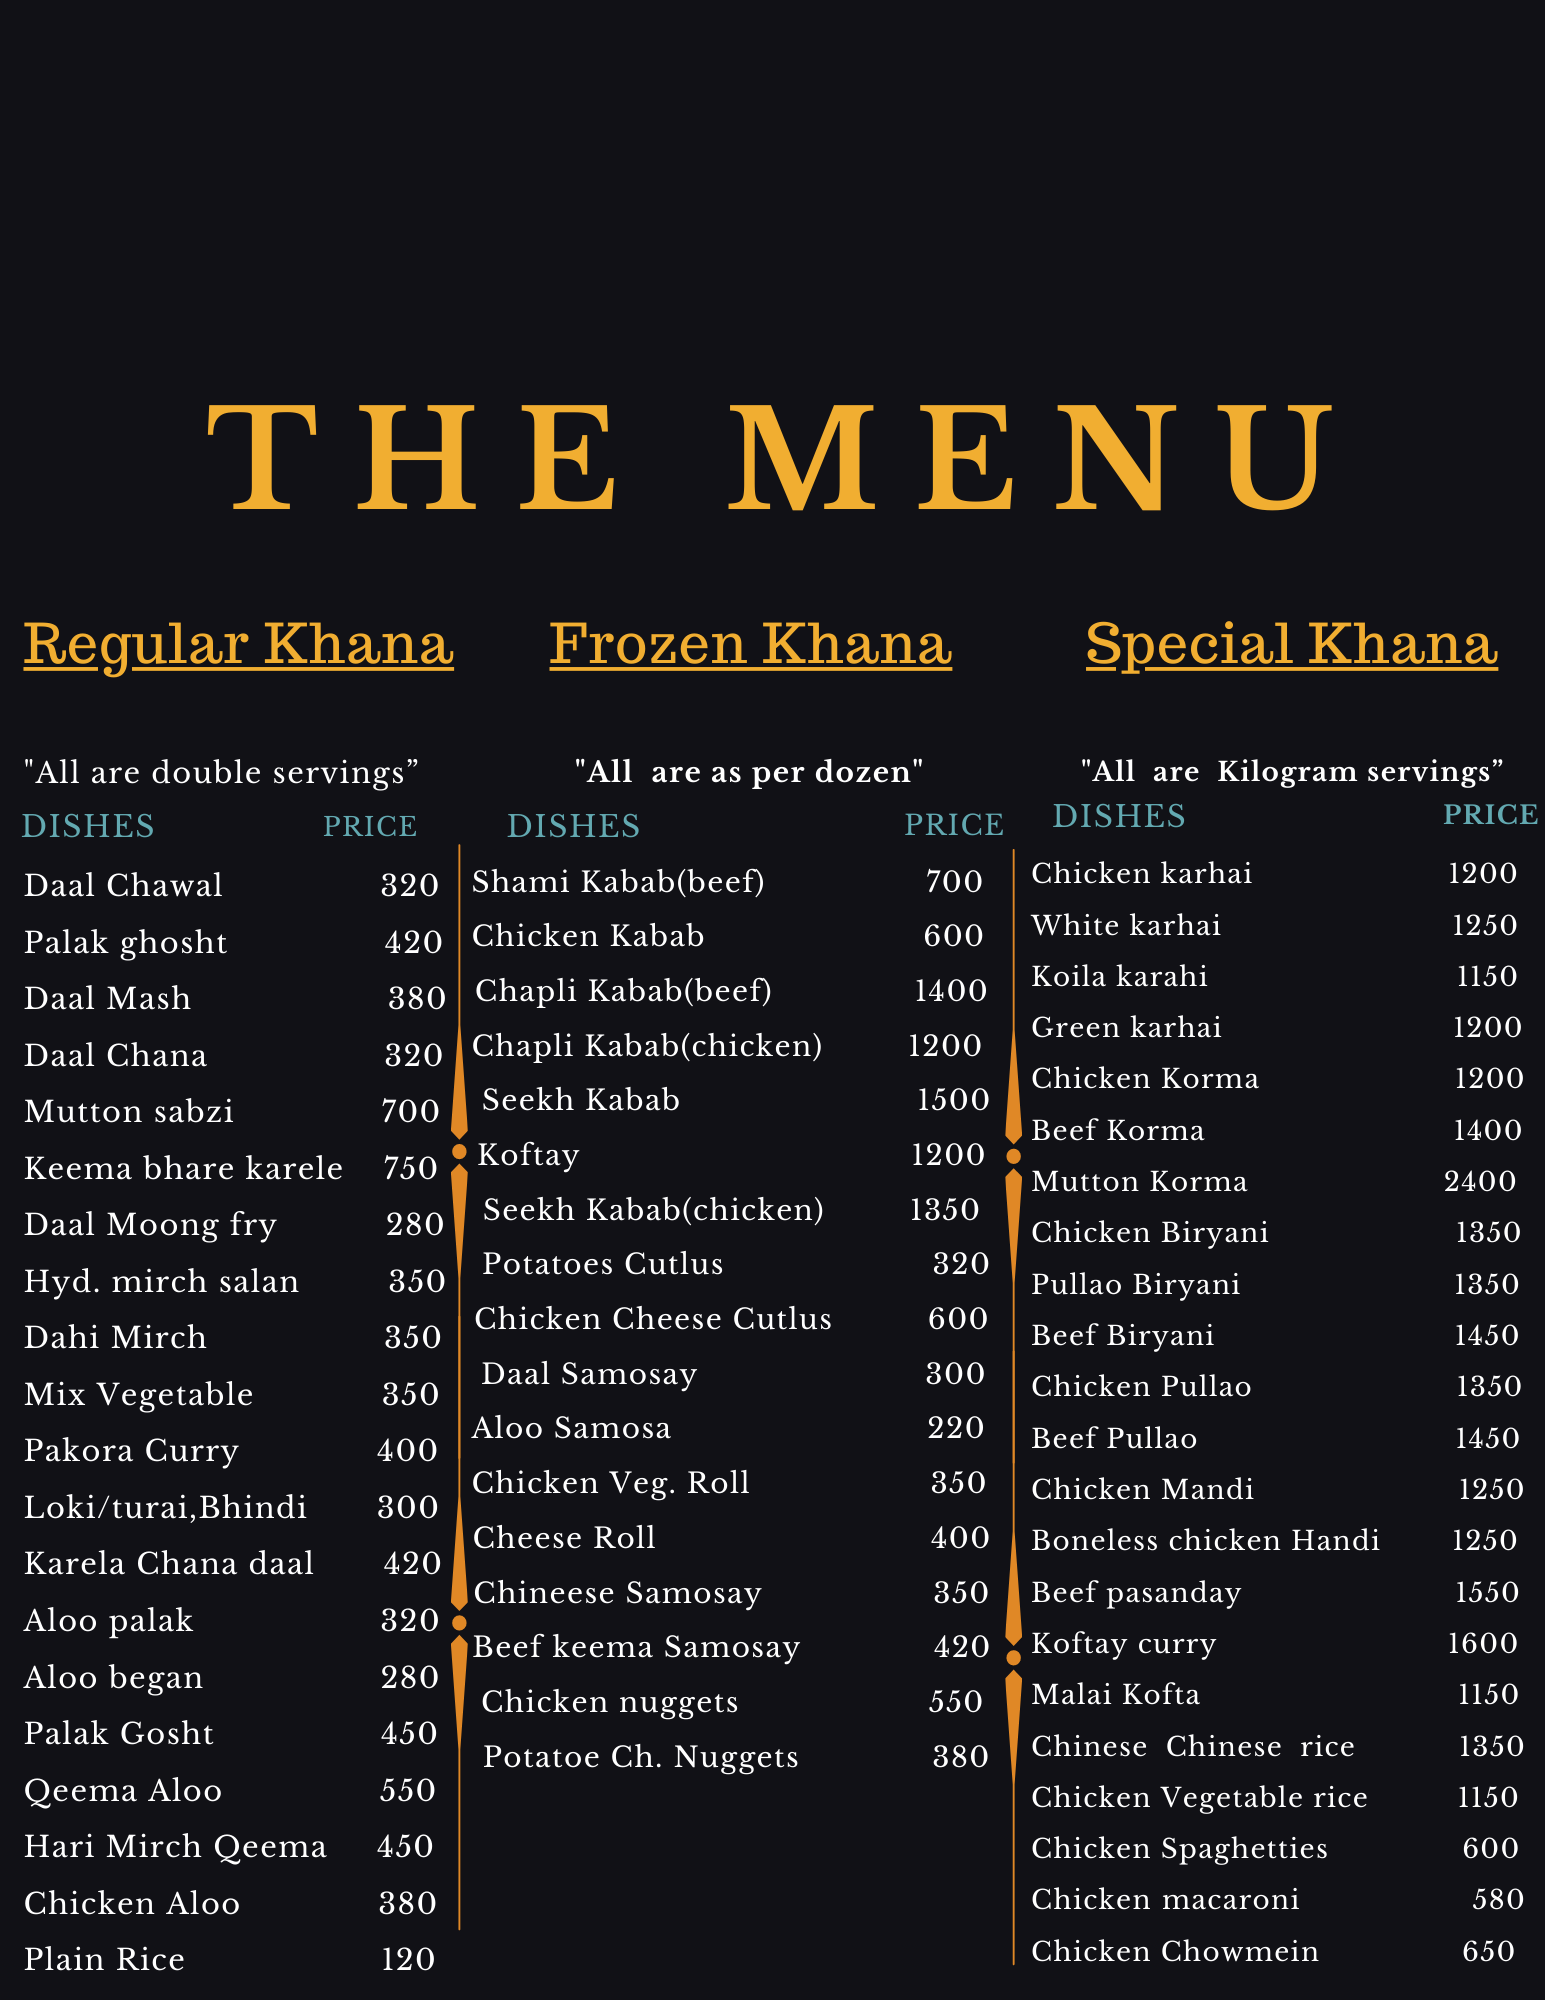 THE MENU
Regular Khana
"All are double servings”
DISHES PRICE
Daal Chawal 320
Palak ghosht 420
Daal Mash 380
Daal Chana 320
Mutton sabzi 700
Keema bhare karele 750
Daal Moong fry 280
Hyd. mirch salan 350
Dahi Mirch 350
Mix Vegetable 350
Pakora Curry 400
Loki/turai,Bhindi 300
Karela Chana daal 420
Aloo palak 320
Aloo began 280
Palak Gosht 450
Qeema Aloo 550
Hari Mirch Qeema 450
Chicken Aloo 380
Plain Rice 120
Frozen Khana
"All are as per dozen"
DISHES PRICE
Shami Kabab(beef) 700
Chicken Kabab 600
Chapli Kabab(beef) 1400
Chapli Kabab(chicken) 1200
Seekh Kabab 1500
Koftay 1200
Seekh Kabab(chicken) 1350
Potatoes Cutlus 320
Chicken Cheese Cutlus 600
Daal Samosay 300
Aloo Samosa 220
Chicken Veg. Roll 350
Cheese Roll 400
Chineese Samosay 350
Beef keema Samosay 420
Chicken nuggets 550
Potatoe Ch. Nuggets 380
Special Khana
"All are Kilogram servings”
DISHES PRICE
Chicken karhai 1200
White karhai 1250
Koila karahi 1150
Green karhai 1200
Chicken Korma 1200
Beef Korma 1400
Mutton Korma 2400
Chicken Biryani 1350
Pullao Biryani 1350
Beef Biryani 1450
Chicken Pullao 1350
Beef Pullao 1450
Chicken Mandi 1250
Boneless chicken Handi 1250
Beef pasanday 1550
Koftay curry 1600
Malai Kofta 1150
Chinese Chinese rice 1350
Chicken Vegetable rice 1150
Chicken Spaghetties 600
Chicken macaroni 580
Chicken Chowmein 650